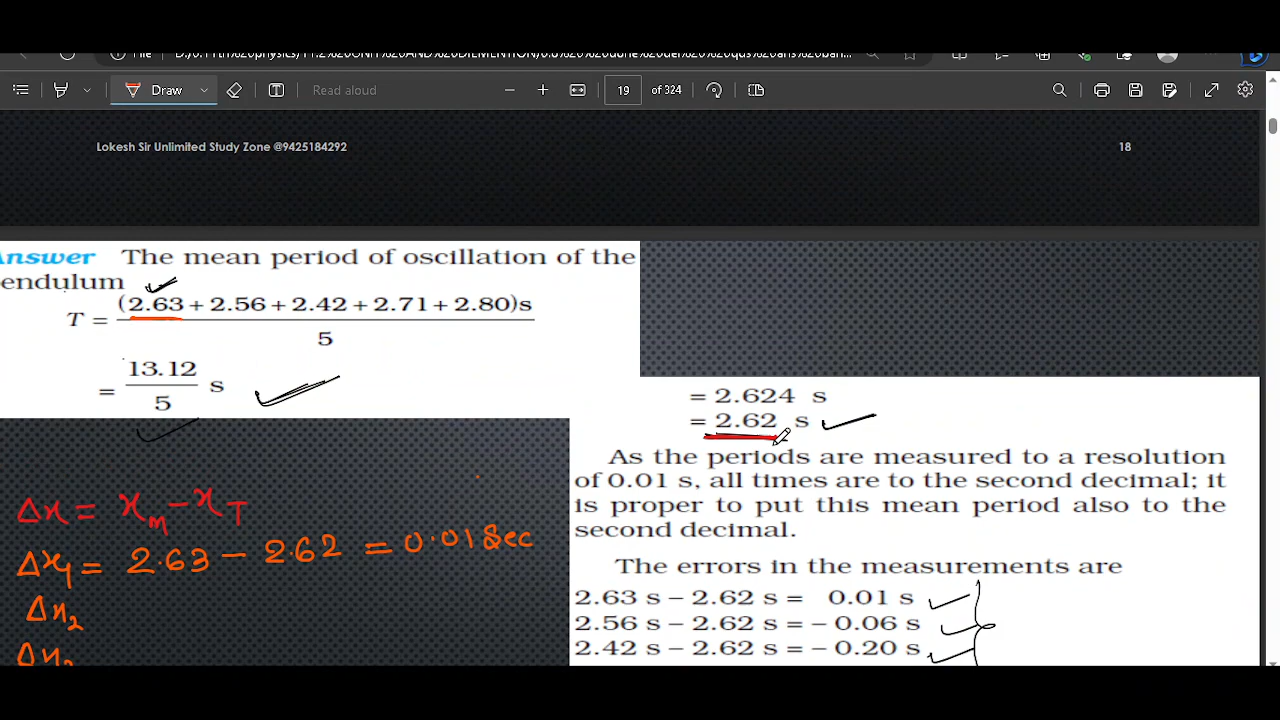 Draw
Read aloud
19 of 324
Lokesh Sir Unlimited Study Zone @9425184292
18
Answer The mean period of oscillation of the
endulum
T = (2.63 + 2.56 + 2.42 + 2.71 + 2.80)s
5
= 13.12 s
5
= 2.624 s
= 2.62 s
As the periods are measured to a resolution
of 0.01 s, all times are to the second decimal; it
is proper to put this mean period also to the
second decimal.
The errors in the measurements are
2.63 s – 2.62 s = 0.01 s
2.56 s – 2.62 s = – 0.06 s
2.42 s – 2.62 s = – 0.20 s
Δx = xm – xT
Δx1 = 2.63 – 2.62 = 0.01 Sec
Δx2